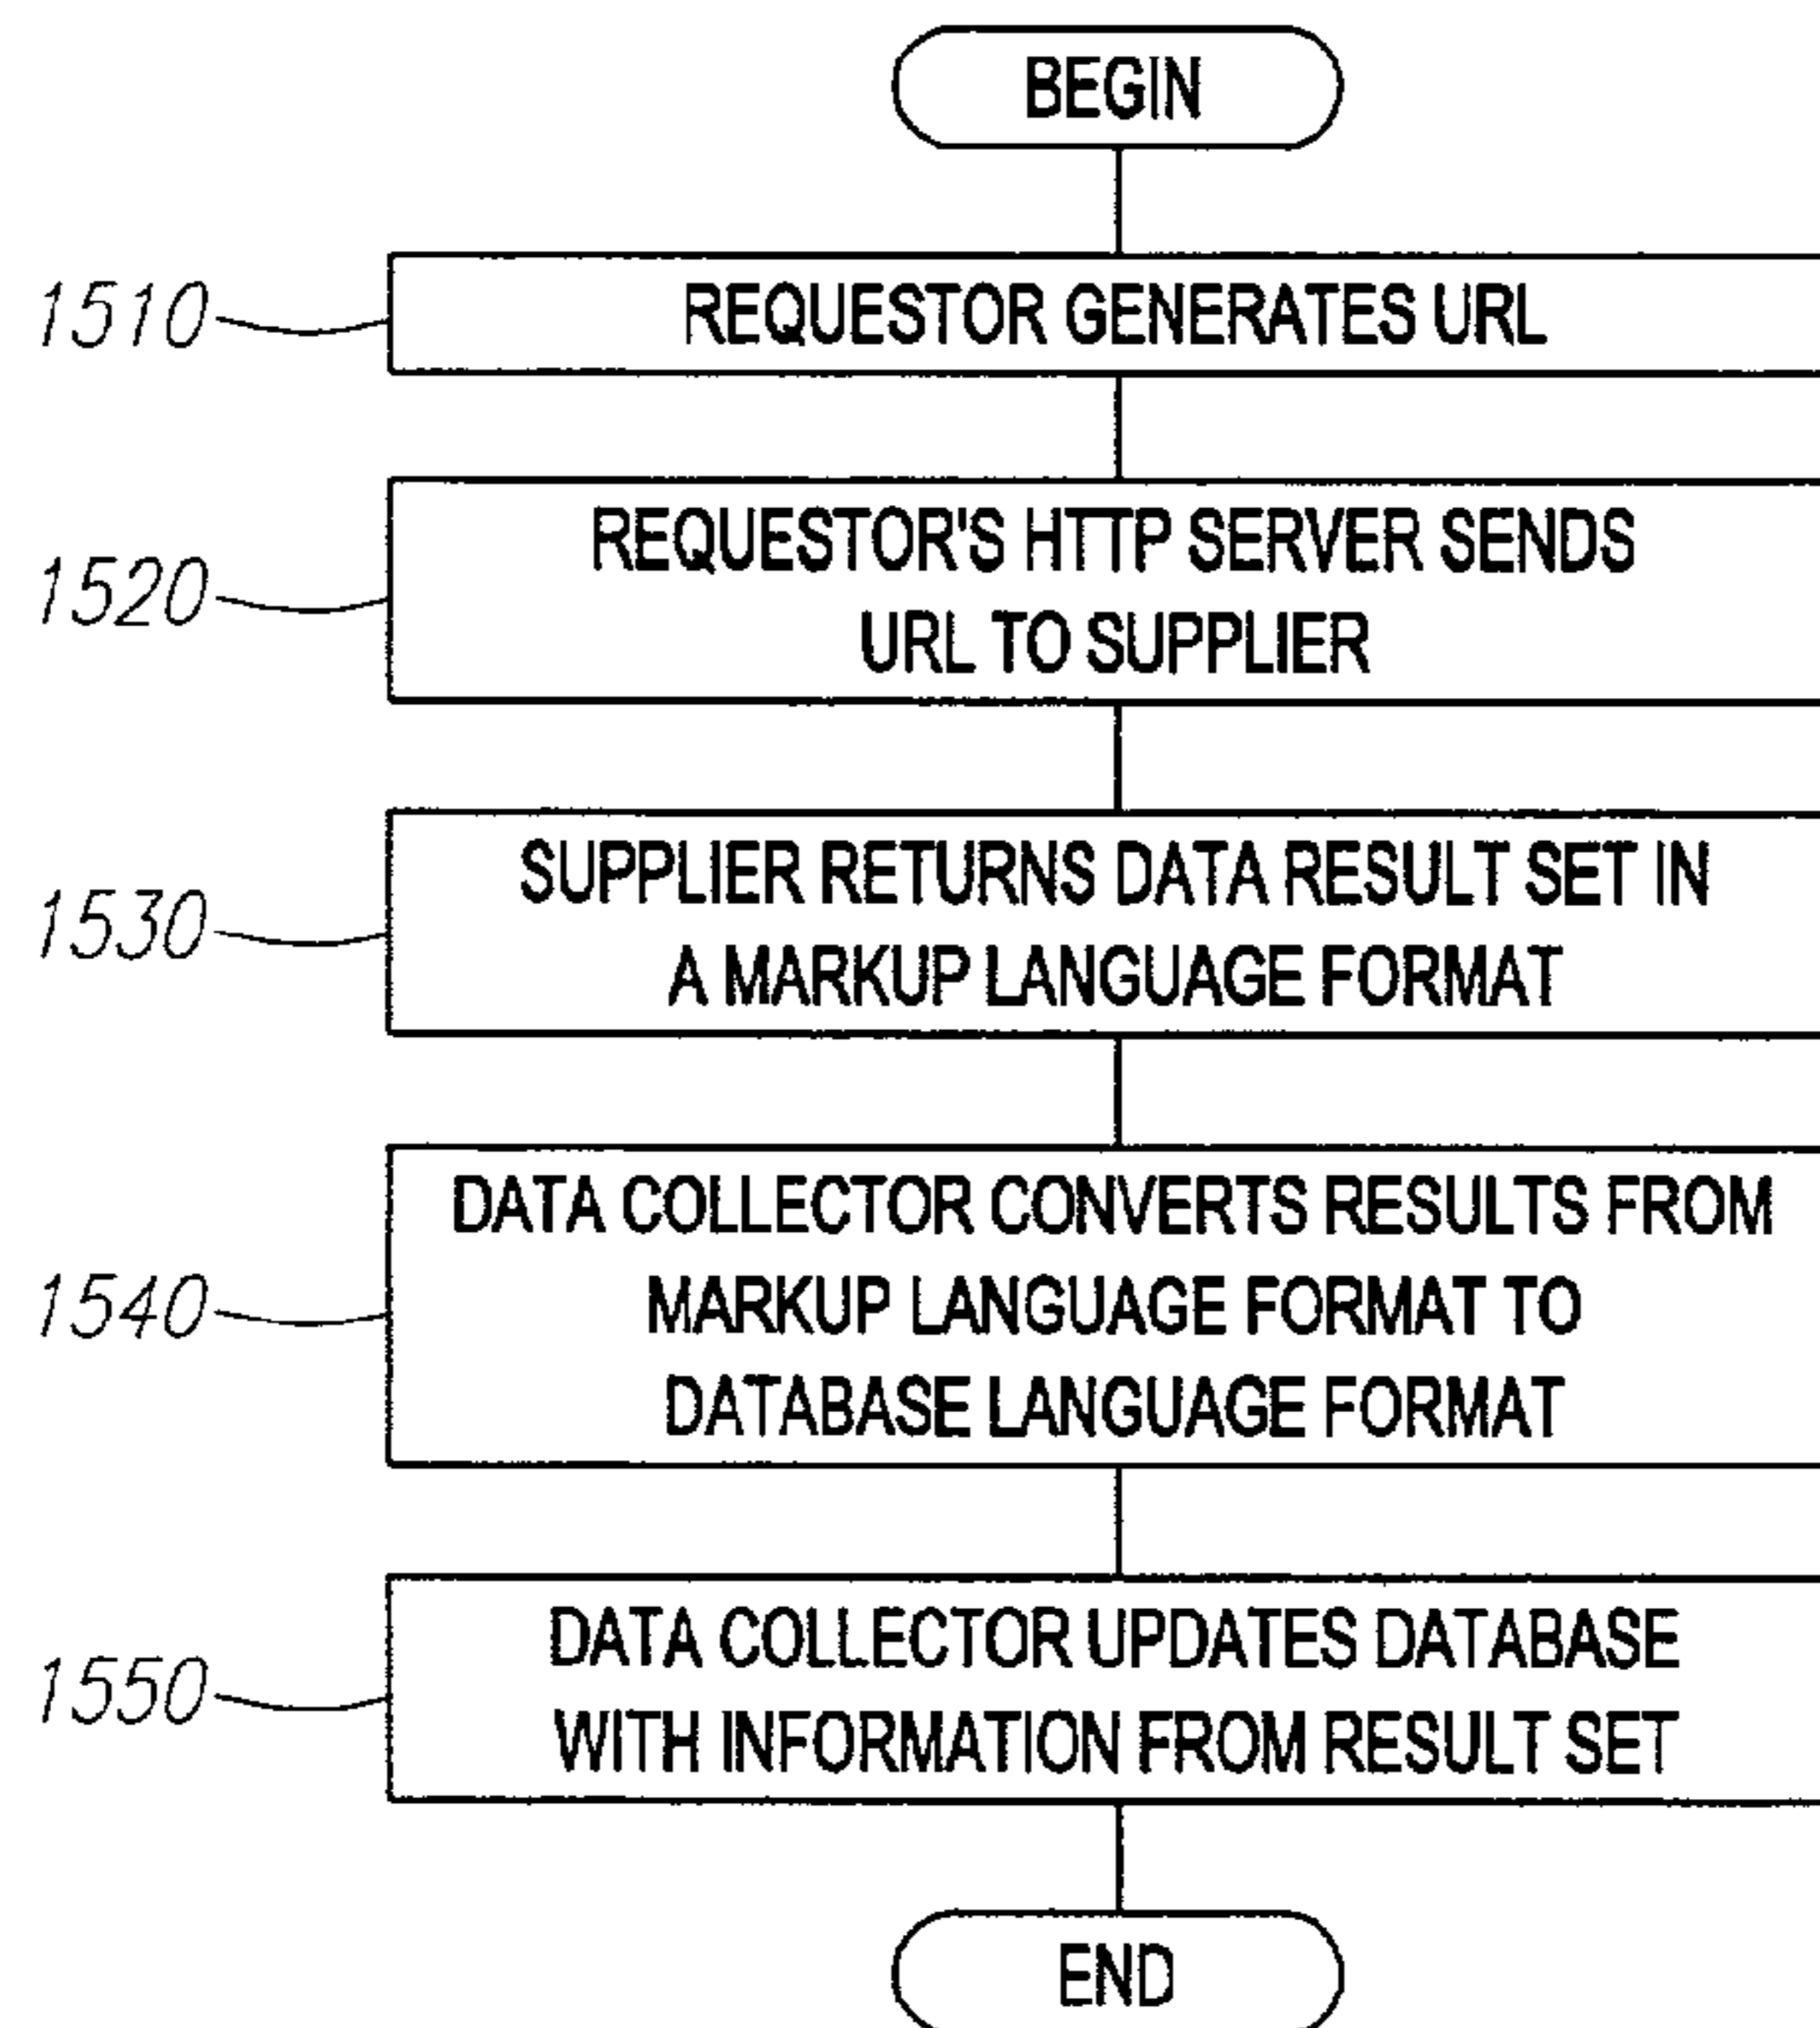 BEGIN
1510
REQUESTOR GENERATES URL
1520
REQUESTOR'S HTTP SERVER SENDS
URL TO SUPPLIER
1530
SUPPLIER RETURNS DATA RESULT SET IN
A MARKUP LANGUAGE FORMAT
1540
DATA COLLECTOR CONVERTS RESULTS FROM
MARKUP LANGUAGE FORMAT TO
DATABASE LANGUAGE FORMAT
1550
DATA COLLECTOR UPDATES DATABASE
WITH INFORMATION FROM RESULT SET
END